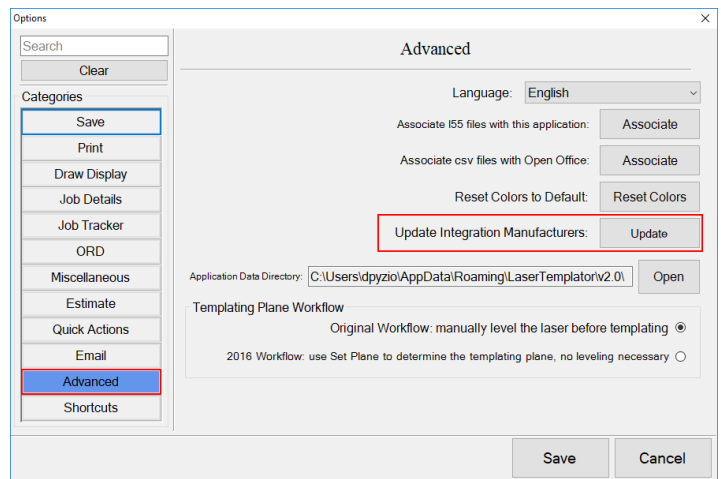 Options
Search
Clear
Categories
Save
Print
Draw Display
Job Details
Job Tracker
ORD
Miscellaneous
Estimate
Quick Actions
Email
Advanced
Shortcuts
Advanced
Language: English
Associate I55 files with this application: Associate
Associate csv files with Open Office: Associate
Reset Colors to Default: Reset Colors
Update Integration Manufacturers: Update
Application Data Directory: C:\Users\dpyzio\AppData\Roaming\LaserTemplator\v2.0\ Open
Templating Plane Workflow
Original Workflow: manually level the laser before templating
2016 Workflow: use Set Plane to determine the templating plane, no leveling necessary
Save Cancel